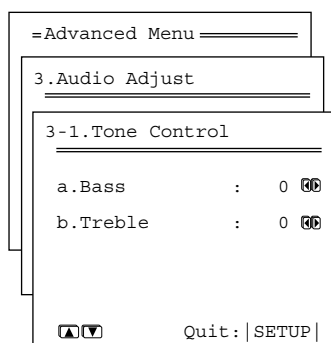 =Advanced Menu
3.Audio Adjust
3-1.Tone Control
a.Bass : 0
b.Treble : 0
Quit:|SETUP|